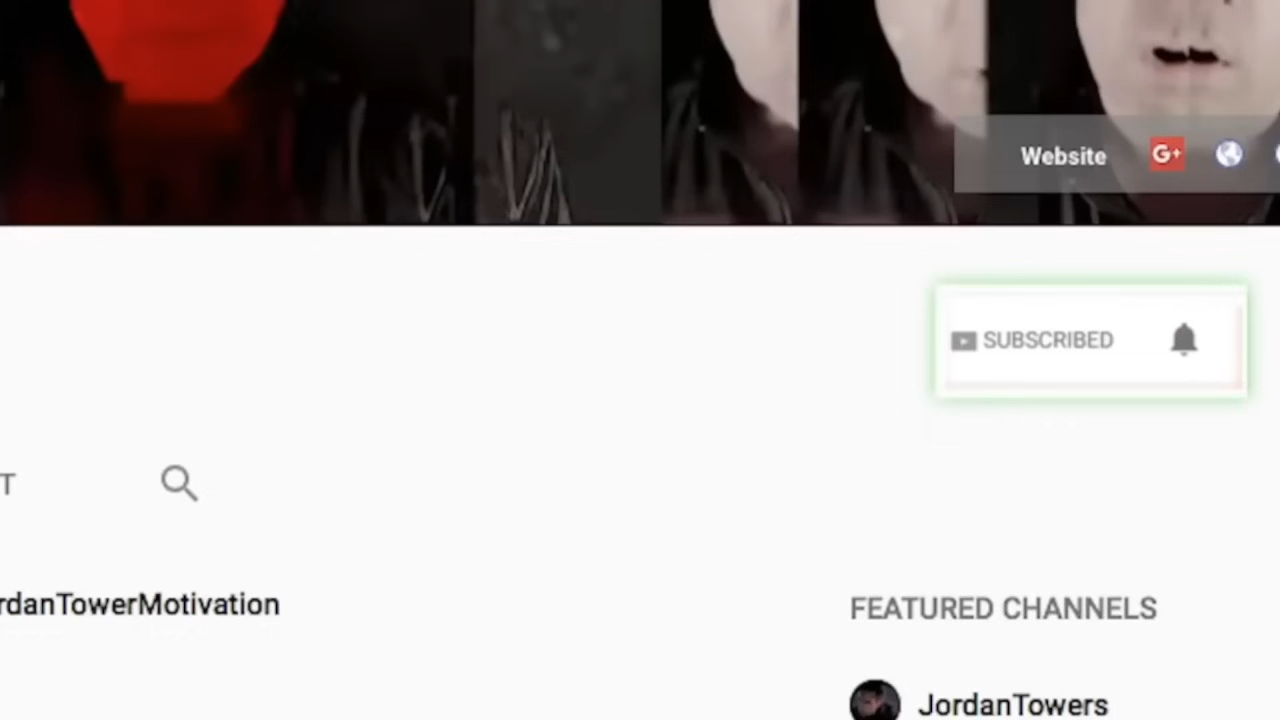 Website G+
SUBSCRIBED
T
rdanTowerMotivation
FEATURED CHANNELS
JordanTowers